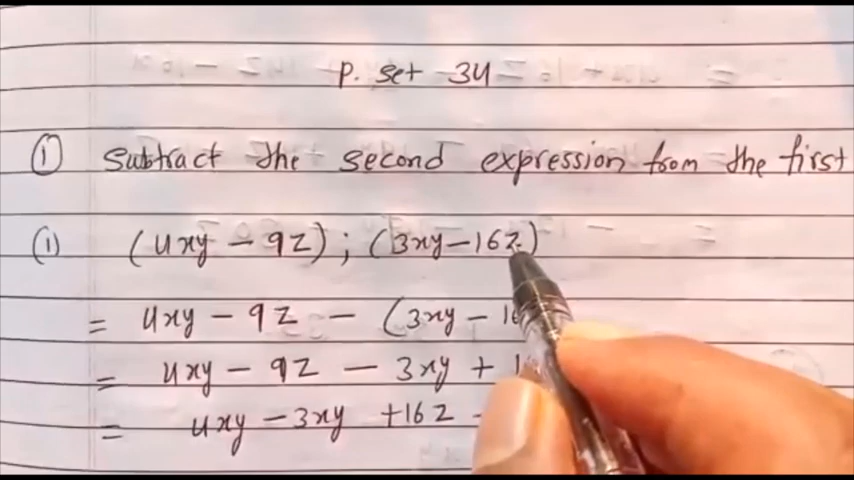 P. Set - 34
① Subtract the second expression from the first
(1) (4xy - 9z) ; (3xy - 16z)
= 4xy - 9z - (3xy -
= 4xy - 9z - 3xy +
= 4xy - 3xy + 16z